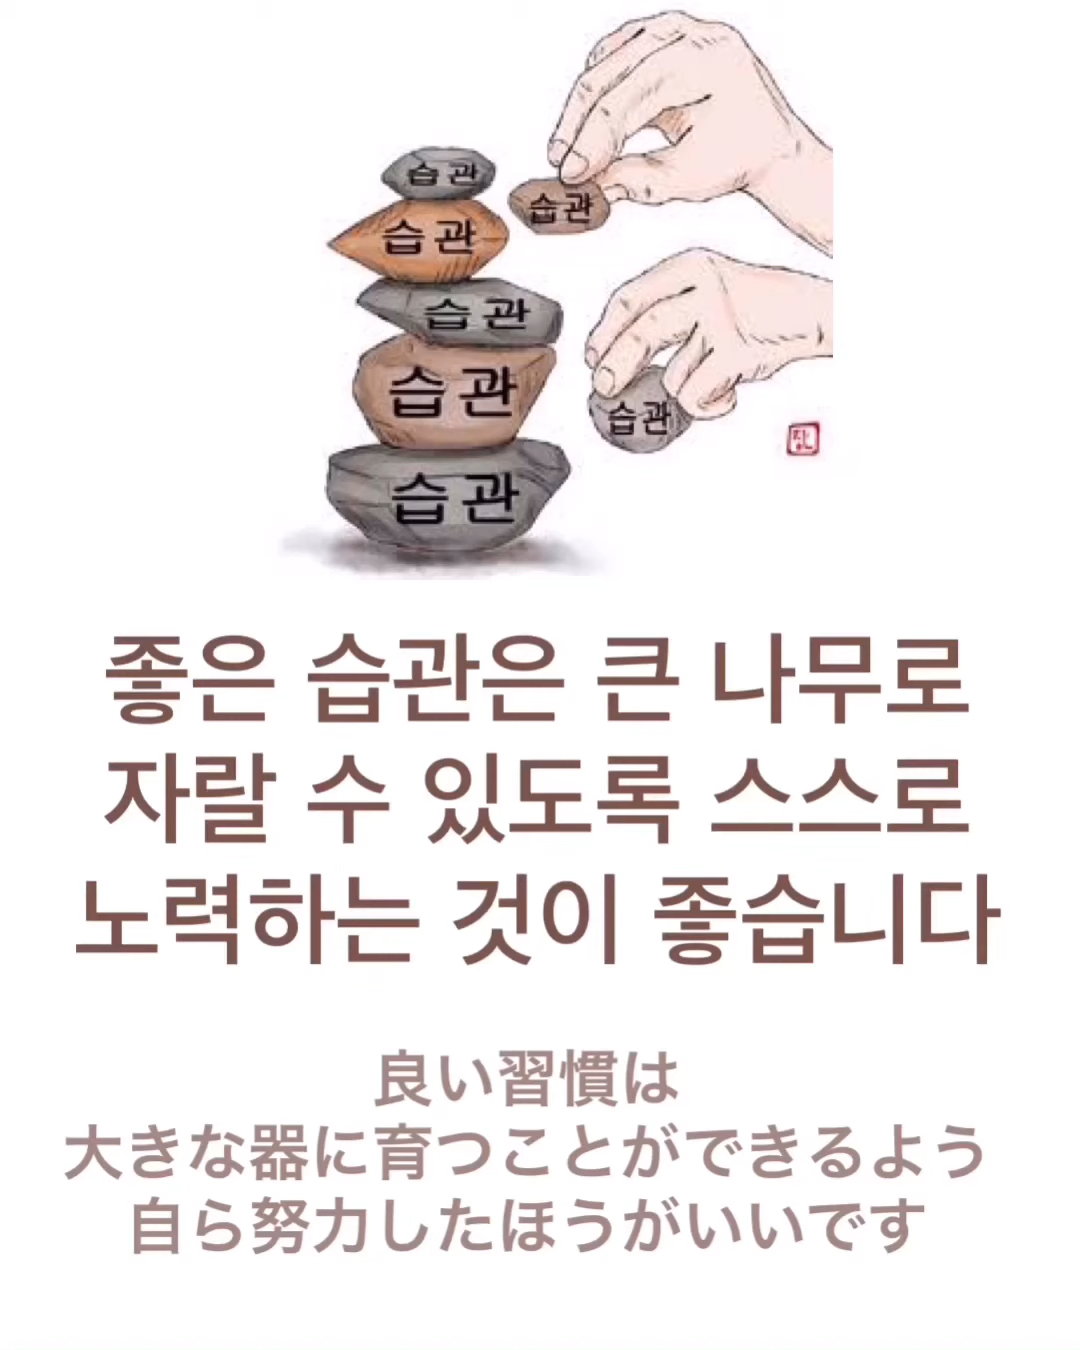 습관
습관
습관
습관
습관
습관
습관
좋은 습관은 큰 나무로
자랄 수 있도록 스스로
노력하는 것이 좋습니다
良い習慣は
大きな器に育つことができるよう
自ら努力したほうがいいです